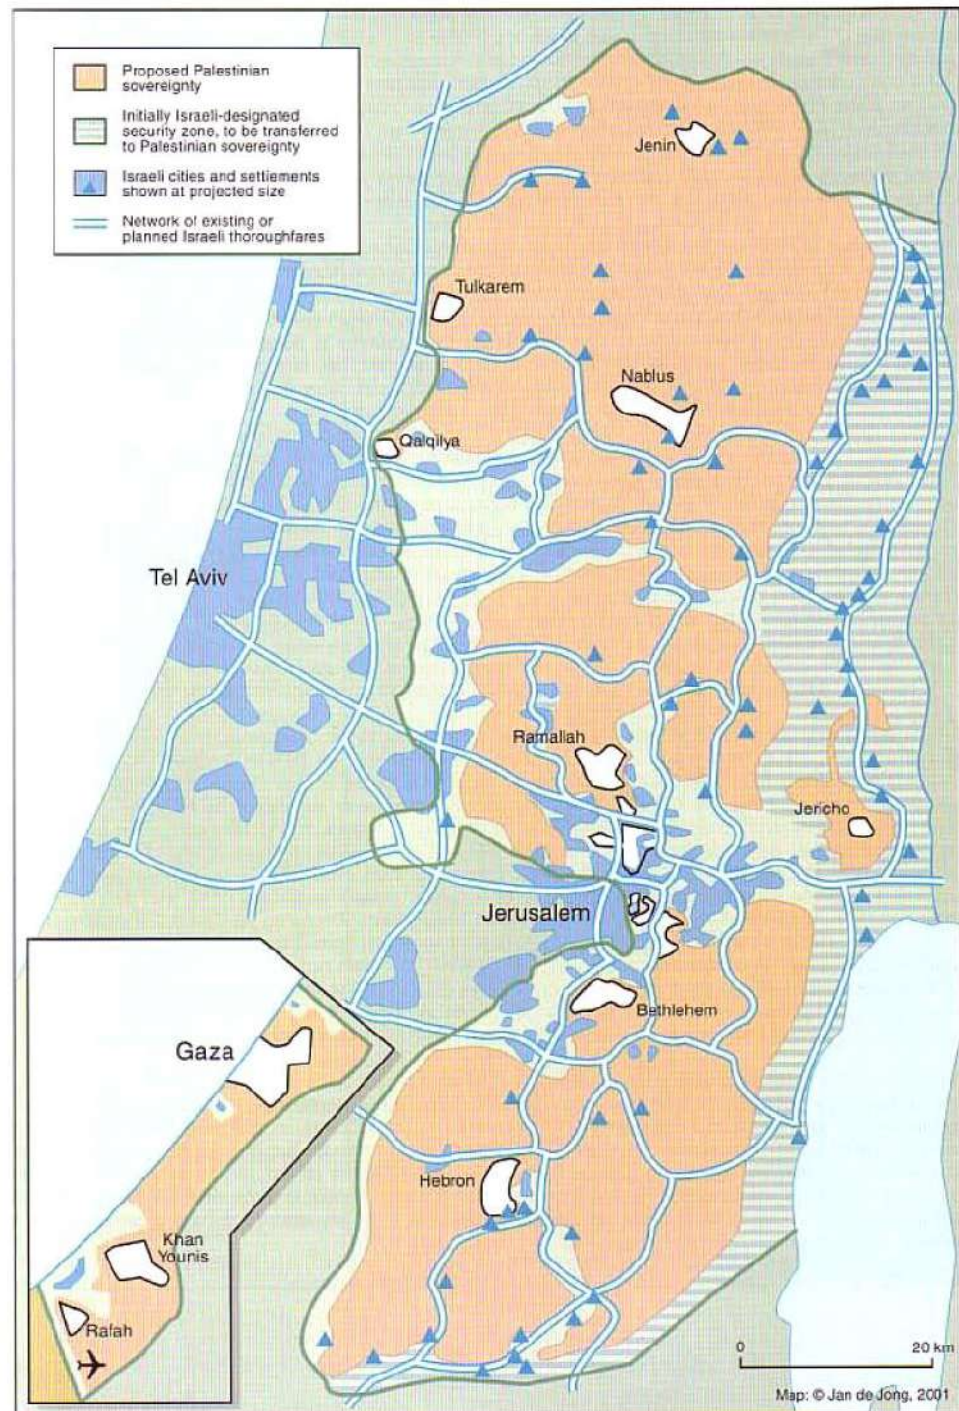 Proposed Palestinian
sovereignty
Initially Israeli-designated
security zone, to be transferred
to Palestinian sovereignty
Israeli cities and settlements
shown at projected size
Network of existing or
planned Israeli thoroughfares
Jenin
Tulkarem
Nablus
Qalqilya
Tel Aviv
Ramallah
Jericho
Jerusalem
Bethlehem
Gaza
Hebron
Khan
Younis
Rafah
0 20 km
Map: © Jan de Jong, 2001